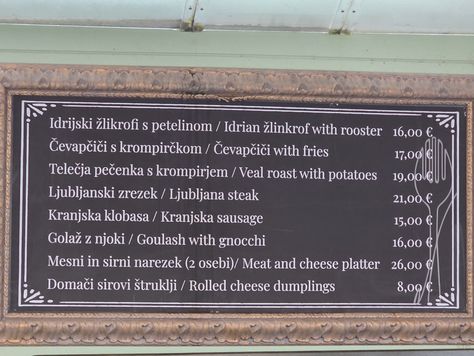 Idrijski žlikrofi s petelinom / Idrian žlinkrof with rooster 16,00 €
Čevapčiči s krompirčkom / Čevapčiči with fries 17,00 €
Telečja pečenka s krompirjem / Veal roast with potatoes 19,00 €
Ljubljanski zrezek / Ljubljana steak 21,00 €
Kranjska klobasa / Kranjska sausage 15,00 €
Golaž z njoki / Goulash with gnocchi 16,00 €
Mesni in sirni narezek (2 osebi)/ Meat and cheese platter 26,00 €
Domači sirovi štruklji / Rolled cheese dumplings 8,00 €